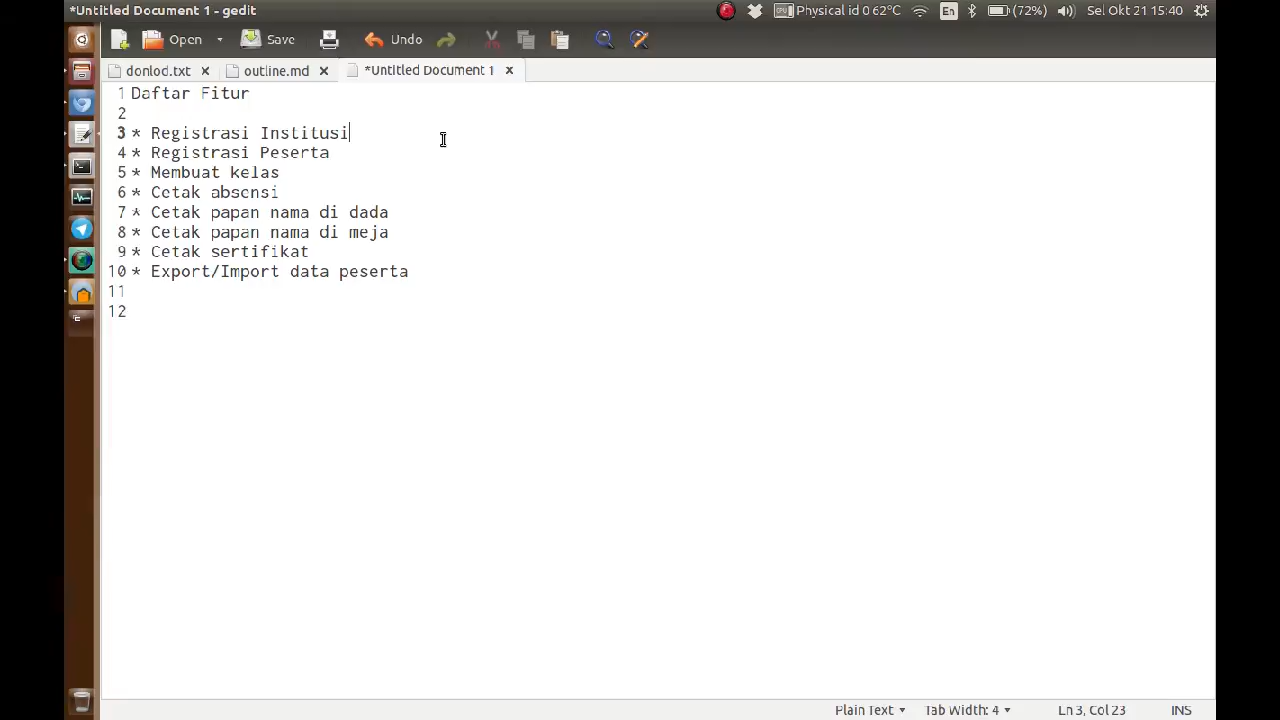 *Untitled Document 1 - gedit
Physical id 0 62°C En (72%) Sel Okt 21 15:40
Open Save Undo
donlod.txt outline.md *Untitled Document 1
1 Daftar Fitur
2
3 * Registrasi Institusi
4 * Registrasi Peserta
5 * Membuat kelas
6 * Cetak absensi
7 * Cetak papan nama di dada
8 * Cetak papan nama di meja
9 * Cetak sertifikat
10 * Export/Import data peserta
11
12
Plain Text Tab Width: 4 Ln 3, Col 23 INS